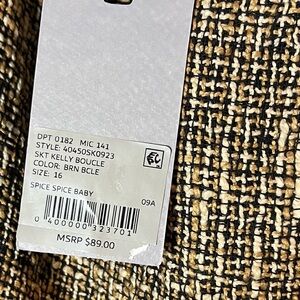 DPT 0182 MIC 141
STYLE: 40450SK0923
SKT KELLY BOUCLE
COLOR: BRN BCLE
SIZE: 16
SPICE SPICE BABY
09A
0 400000 323701
MSRP $89.00